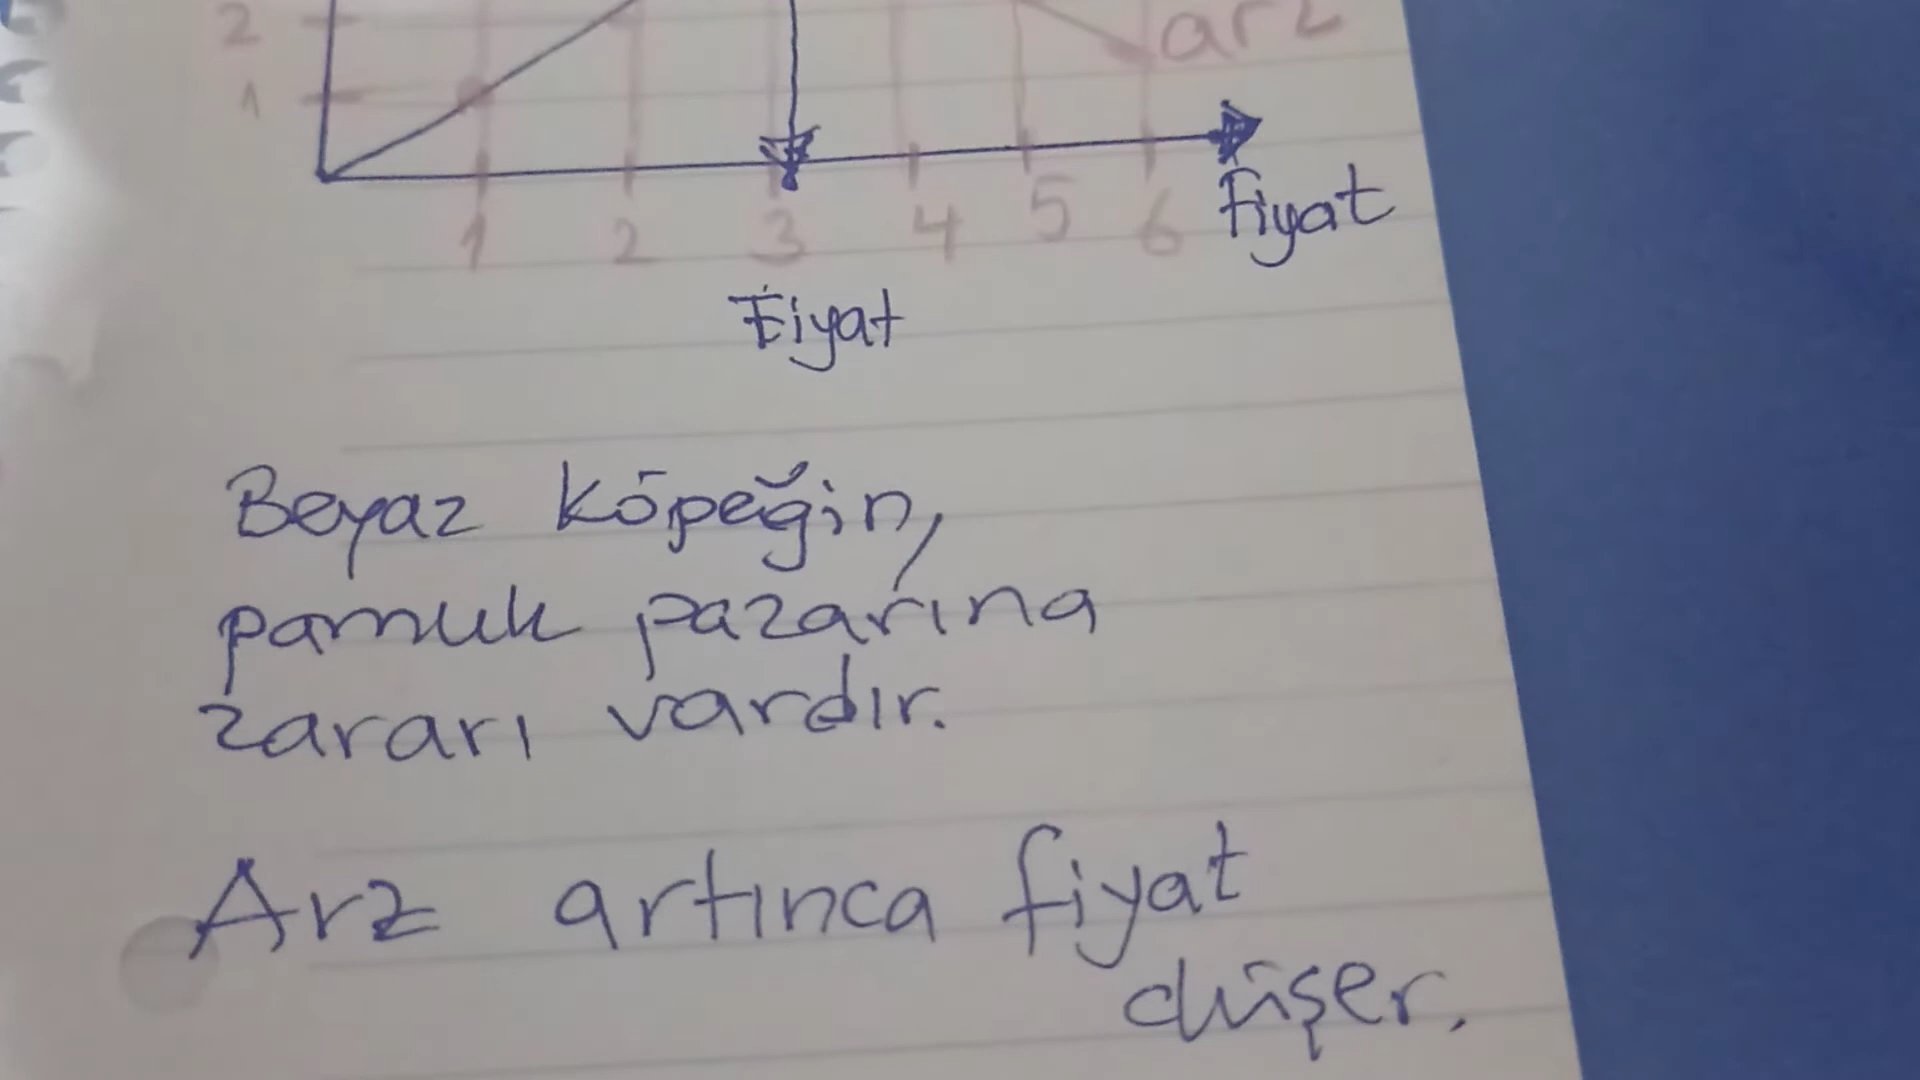 2
arz
1
1 2 3 4 5 6 fiyat
Fiyat
Beyaz köpeğin,
pamuk pazarına
zararı vardır.
Arz artınca fiyat
düşer.